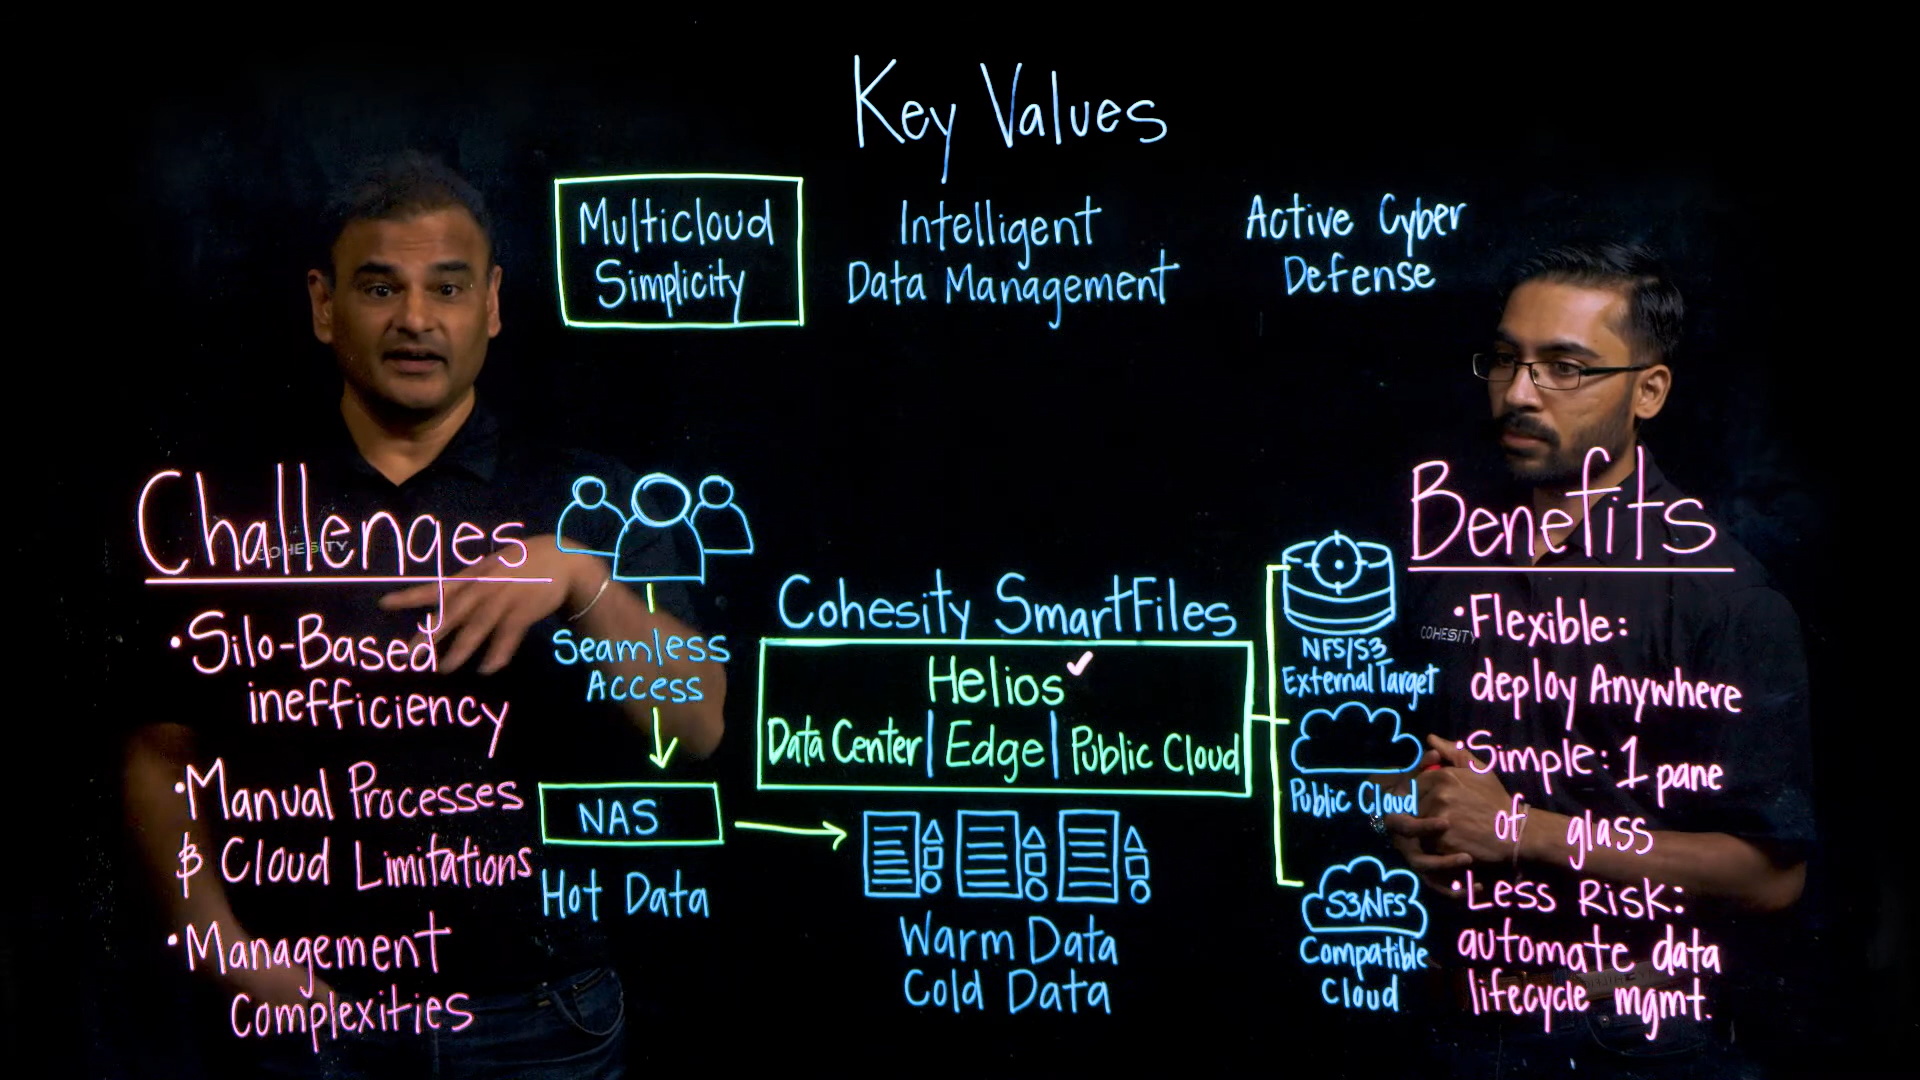 Key Values
Multicloud
Simplicity
Intelligent
Data Management
Active Cyber
Defense
Challenges
COHESITY
• Silo-Based
inefficiency
• Manual Processes
& Cloud Limitations
• Management
Complexities
Seamless
Access
NAS
Hot Data
Cohesity SmartFiles
Helios ✓
Data Center | Edge | Public Cloud
Warm Data
Cold Data
NFS/S3
External Target
Public Cloud
S3/NFS
Compatible
Cloud
Benefits
COHESITY
• Flexible:
deploy Anywhere
• Simple: 1 pane
of glass
• Less Risk:
automate data
lifecycle mgmt.